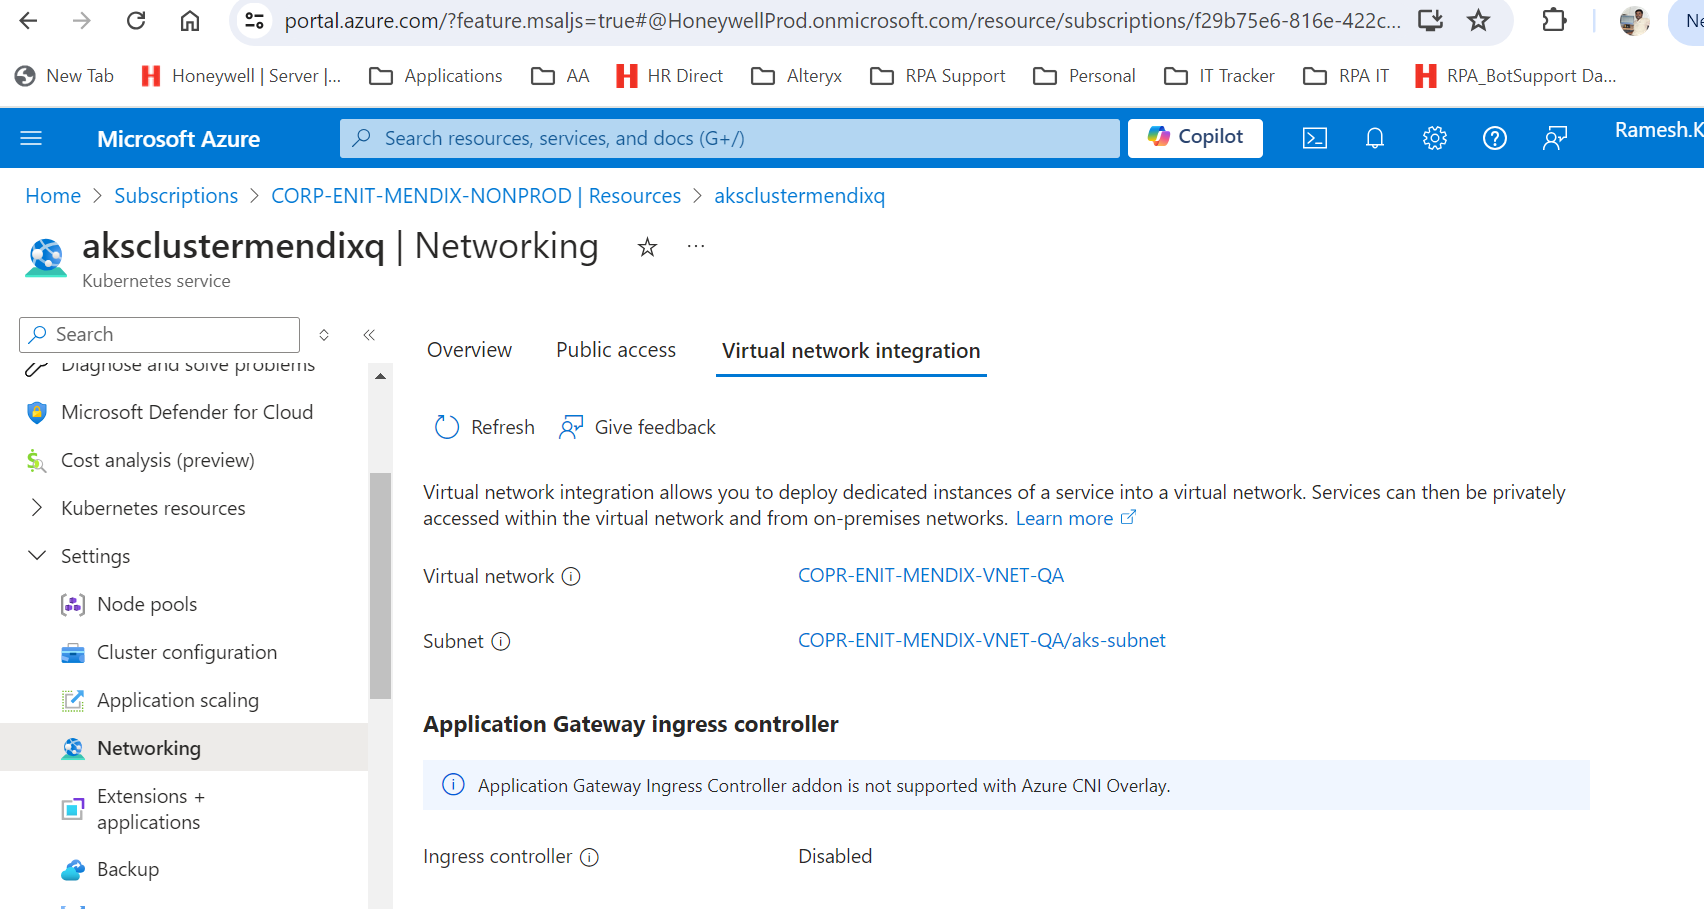 portal.azure.com/?feature.msaljs=true#@HoneywellProd.onmicrosoft.com/resource/subscriptions/f29b75e6-816e-422c...
Ne
New Tab
Honeywell | Server |...
Applications
AA
HR Direct
Alteryx
RPA Support
Personal
IT Tracker
RPA IT
RPA_BotSupport Da...
Microsoft Azure
Search resources, services, and docs (G+/)
Copilot
Ramesh.K
Home > Subscriptions > CORP-ENIT-MENDIX-NONPROD | Resources > aksclustermendixq
aksclustermendixq | Networking
Kubernetes service
Search
Diagnose and solve problems
Microsoft Defender for Cloud
Cost analysis (preview)
Kubernetes resources
Settings
Node pools
Cluster configuration
Application scaling
Networking
Extensions +
applications
Backup
Overview
Public access
Virtual network integration
Refresh
Give feedback
Virtual network integration allows you to deploy dedicated instances of a service into a virtual network. Services can then be privately
accessed within the virtual network and from on-premises networks. Learn more
Virtual network
COPR-ENIT-MENDIX-VNET-QA
Subnet
COPR-ENIT-MENDIX-VNET-QA/aks-subnet
Application Gateway ingress controller
Application Gateway Ingress Controller addon is not supported with Azure CNI Overlay.
Ingress controller
Disabled